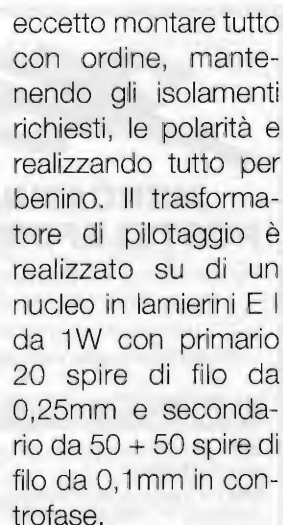 eccetto montare tutto
con ordine, mante-
nendo gli isolamenti
richiesti, le polarità e
realizzando tutto per
benino. Il trasforma-
tore di pilotaggio è
realizzato su di un
nucleo in lamierini E I
da 1W con primario
20 spire di filo da
0,25mm e seconda-
rio da 50 + 50 spire di
filo da 0,1mm in con-
trofase.